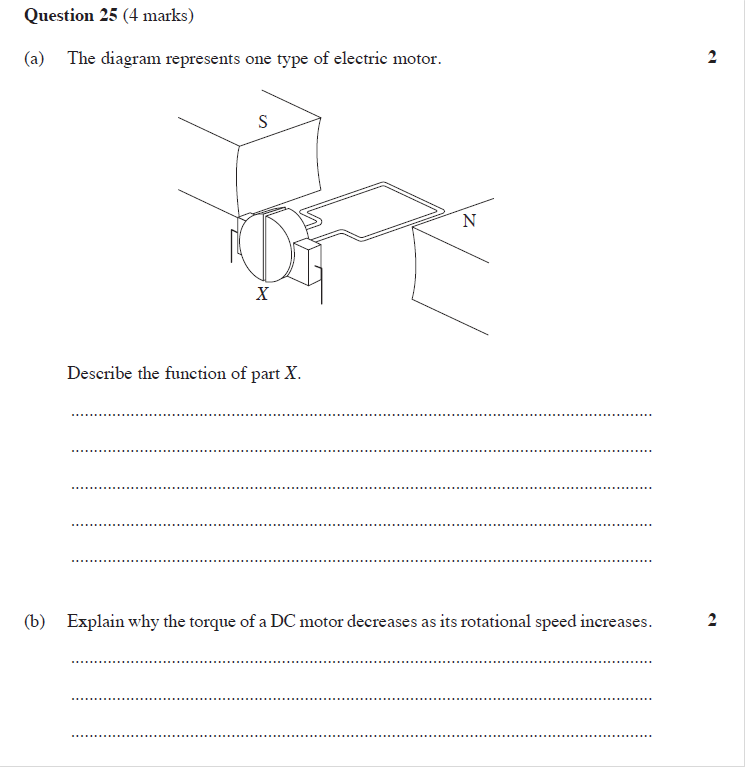 Question 25 (4 marks)
(a) The diagram represents one type of electric motor. 2
S
N
X
Describe the function of part X.
(b) Explain why the torque of a DC motor decreases as its rotational speed increases. 2